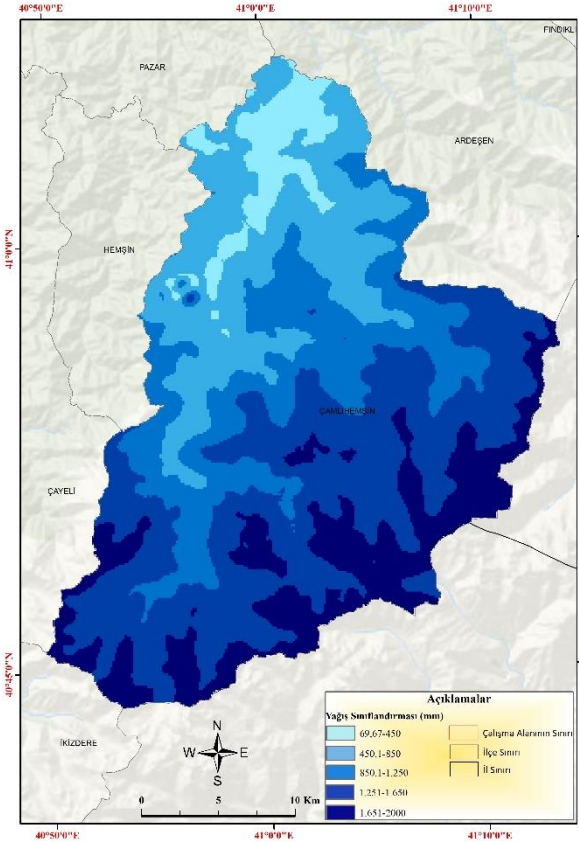 40°50'0"E 41°0'0"E 41°10'0"E
FINDIKLI
PAZAR
ARDEŞEN
41°0'0"N
HEMŞİN
ÇAMLIHEMŞİN
ÇAYELİ
40°45'0"N
İKİZDERE
N
W E
S
0 5 10 Km
Açıklamalar
Yağış Sınıflandırması (mm)
69,67-450
450,1-850
850,1-1.250
1.251-1.650
1.651-2000
Çalışma Alanının Sınırı
İlçe Sınırı
İl Sınırı
40°50'0"E 41°0'0"E 41°10'0"E